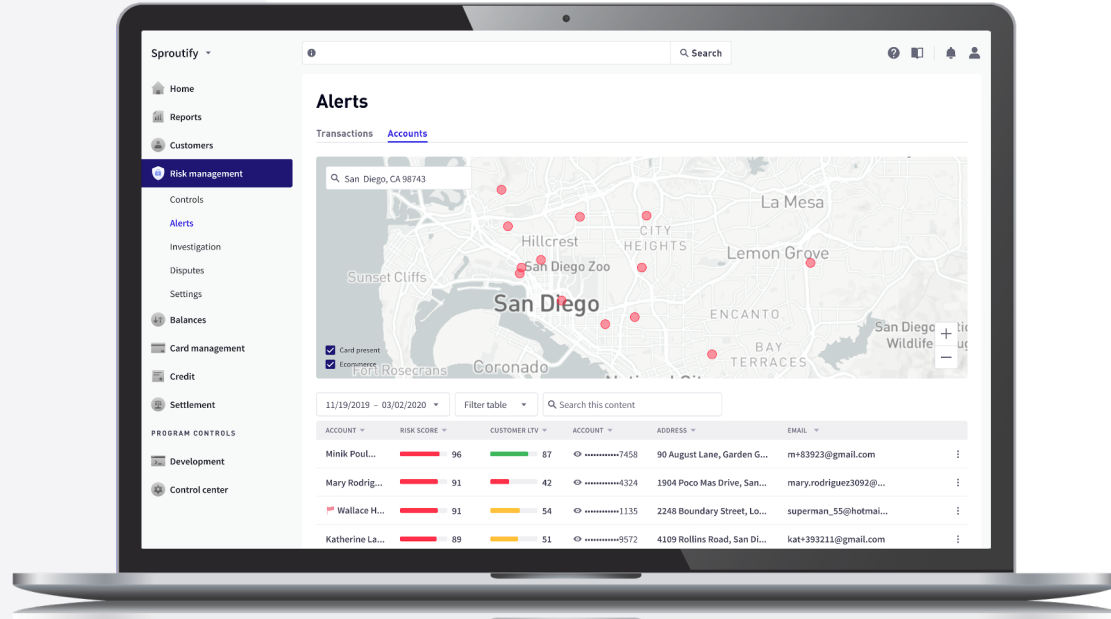 Sproutify
Search
Home
Reports
Customers
Risk management
Controls
Alerts
Investigation
Disputes
Settings
Balances
Card management
Credit
Settlement
PROGRAM CONTROLS
Development
Control center
Alerts
Transactions Accounts
San Diego, CA 98743
La Mesa
CITY
HEIGHTS
Hillcrest
Lemon Grove
San Diego Zoo
Sunset Cliffs
San Diego
ENCANTO
San Diego
Wildlife
BAY
TERRACES
Card present
Ecommerce
Fort Rosecrans
Coronado
11/19/2019 – 03/02/2020 Filter table Search this content
ACCOUNT RISK SCORE CUSTOMER LTV ACCOUNT ADDRESS EMAIL
Minik Poul... 96 87 ••••••••••••7458 90 August Lane, Garden G... m+83923@gmail.com
Mary Rodrig... 91 42 ••••••••••••4324 1904 Poco Mas Drive, San... mary.rodriguez3092@...
Wallace H... 91 54 ••••••••••••1135 2248 Boundary Street, Lo... superman_55@hotmai...
Katherine La... 89 51 ••••••••••••9572 4109 Rollins Road, San Di... kat+393211@gmail.com